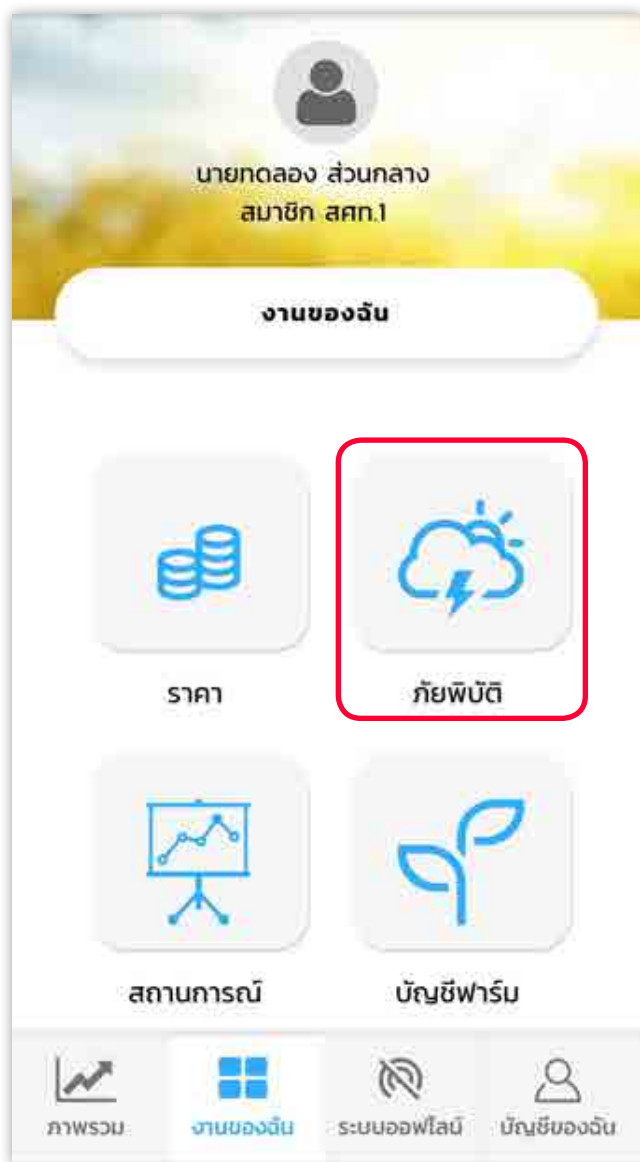 นายทดลอง ส่วนกลาง
สมาชิก สศท.1
งานของฉัน
ราคา
ภัยพิบัติ
สถานการณ์
บัญชีฟาร์ม
ภาพรวม
งานของฉัน
ระบบออฟไลน์
บัญชีของฉัน